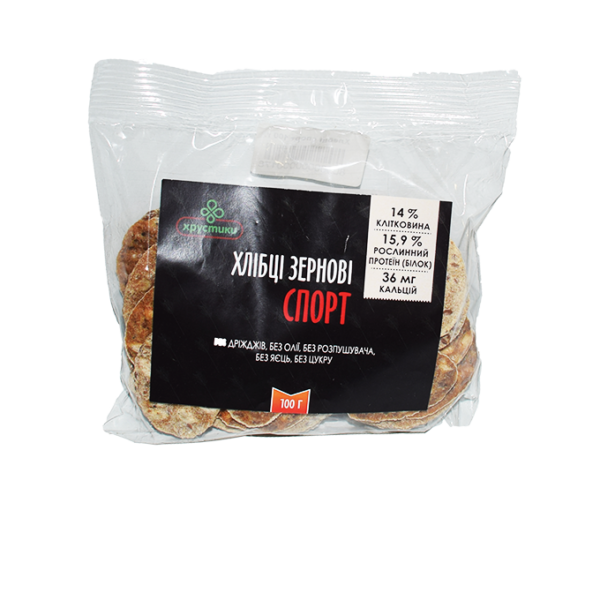 хрустики
ХЛІБЦІ ЗЕРНОВІ
СПОРТ
ДРІЖДЖІВ, БЕЗ ОЛІЇ, БЕЗ РОЗПУШУВАЧА,
БЕЗ ЯЄЦЬ, БЕЗ ЦУКРУ
100 Г
14 %
КЛІТКОВИНА
15,9 %
РОСЛИННИЙ
ПРОТЕЇН (БІЛОК)
36 МГ
КАЛЬЦІЙ